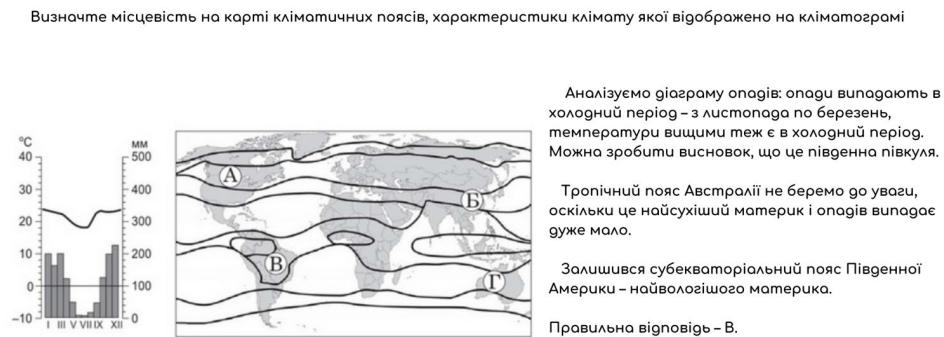 Визначте місцевість на карті кліматичних поясів, характеристики клімату якої відображено на кліматограмі
Аналізуємо діаграму опадів: опади випадають в
холодний період – з листопада по березень,
температури вищими теж є в холодний період.
Можна зробити висновок, що це південна півкуля.
Тропічний пояс Австралії не беремо до уваги,
оскільки це найсухіший материк і опадів випадає
дуже мало.
Залишився субекваторіальний пояс Південної
Америки – найвологішого материка.
Правильна відповідь – В.
°C
мм
40
500
30
400
20
300
10
200
0
100
–10
0
I III V VII IX XII
А
Б
В
Г